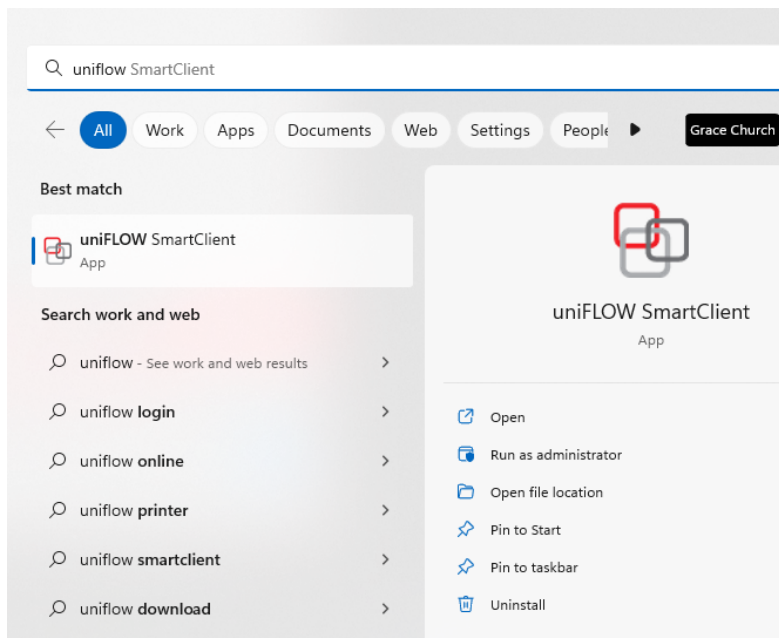 uniflow SmartClient
All Work Apps Documents Web Settings People Grace Church
Best match
uniFLOW SmartClient
App
Search work and web
uniflow - See work and web results
uniflow login
uniflow online
uniflow printer
uniflow smartclient
uniflow download
uniFLOW SmartClient
App
Open
Run as administrator
Open file location
Pin to Start
Pin to taskbar
Uninstall